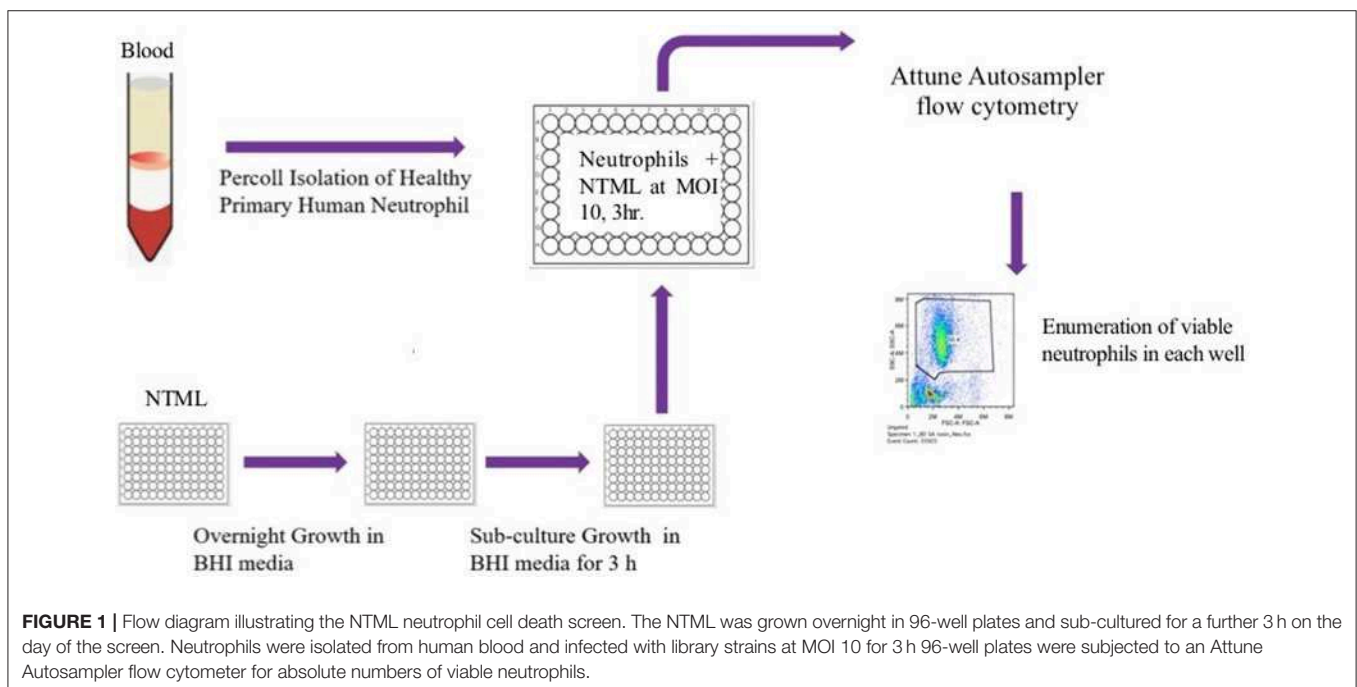 Blood
Percoll Isolation of Healthy
Primary Human Neutrophil
Neutrophils +
NTML at MOI
10, 3hr.
Attune Autosampler
flow cytometry
Enumeration of viable
neutrophils in each well
NTML
Overnight Growth in
BHI media
Sub-culture Growth in
BHI media for 3 h
FIGURE 1 | Flow diagram illustrating the NTML neutrophil cell death screen. The NTML was grown overnight in 96-well plates and sub-cultured for a further 3 h on the
day of the screen. Neutrophils were isolated from human blood and infected with library strains at MOI 10 for 3 h 96-well plates were subjected to an Attune
Autosampler flow cytometer for absolute numbers of viable neutrophils.